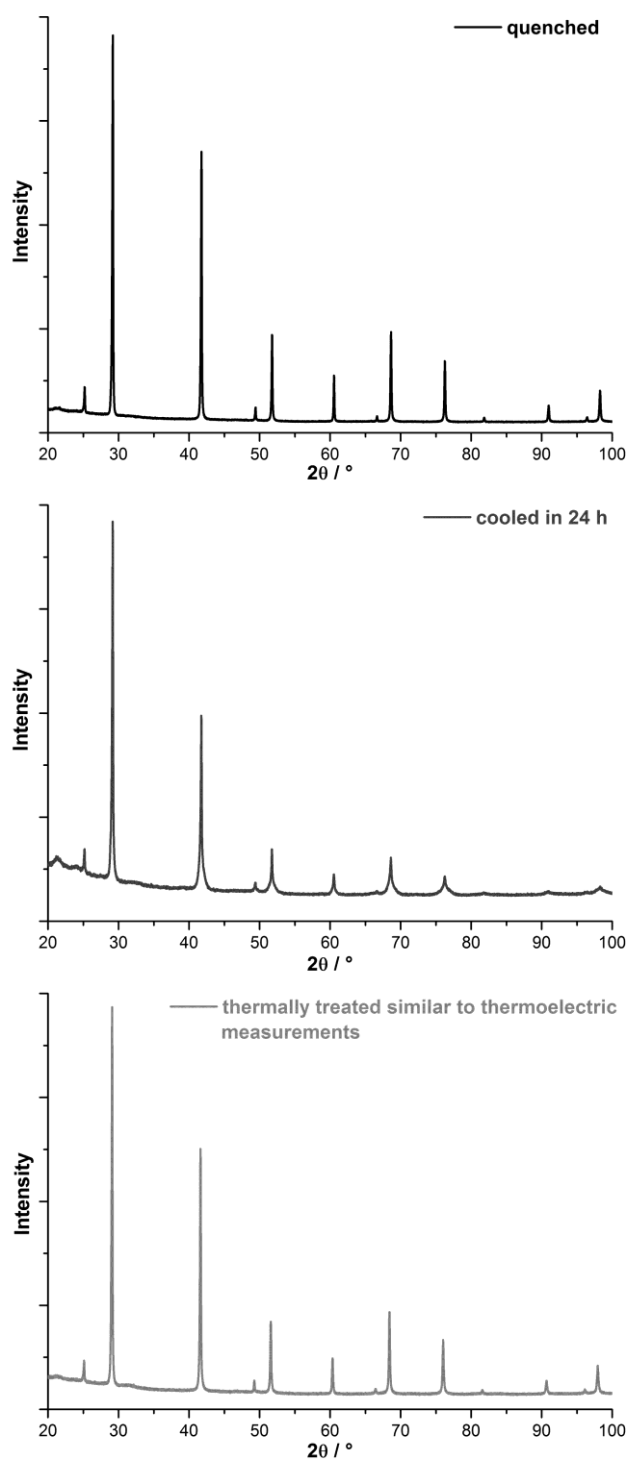 quenched
Intensity
20 30 40 50 60 70 80 90 100
2θ / °
cooled in 24 h
Intensity
20 30 40 50 60 70 80 90 100
2θ / °
thermally treated similar to thermoelectric
measurements
Intensity
20 30 40 50 60 70 80 90 100
2θ / °